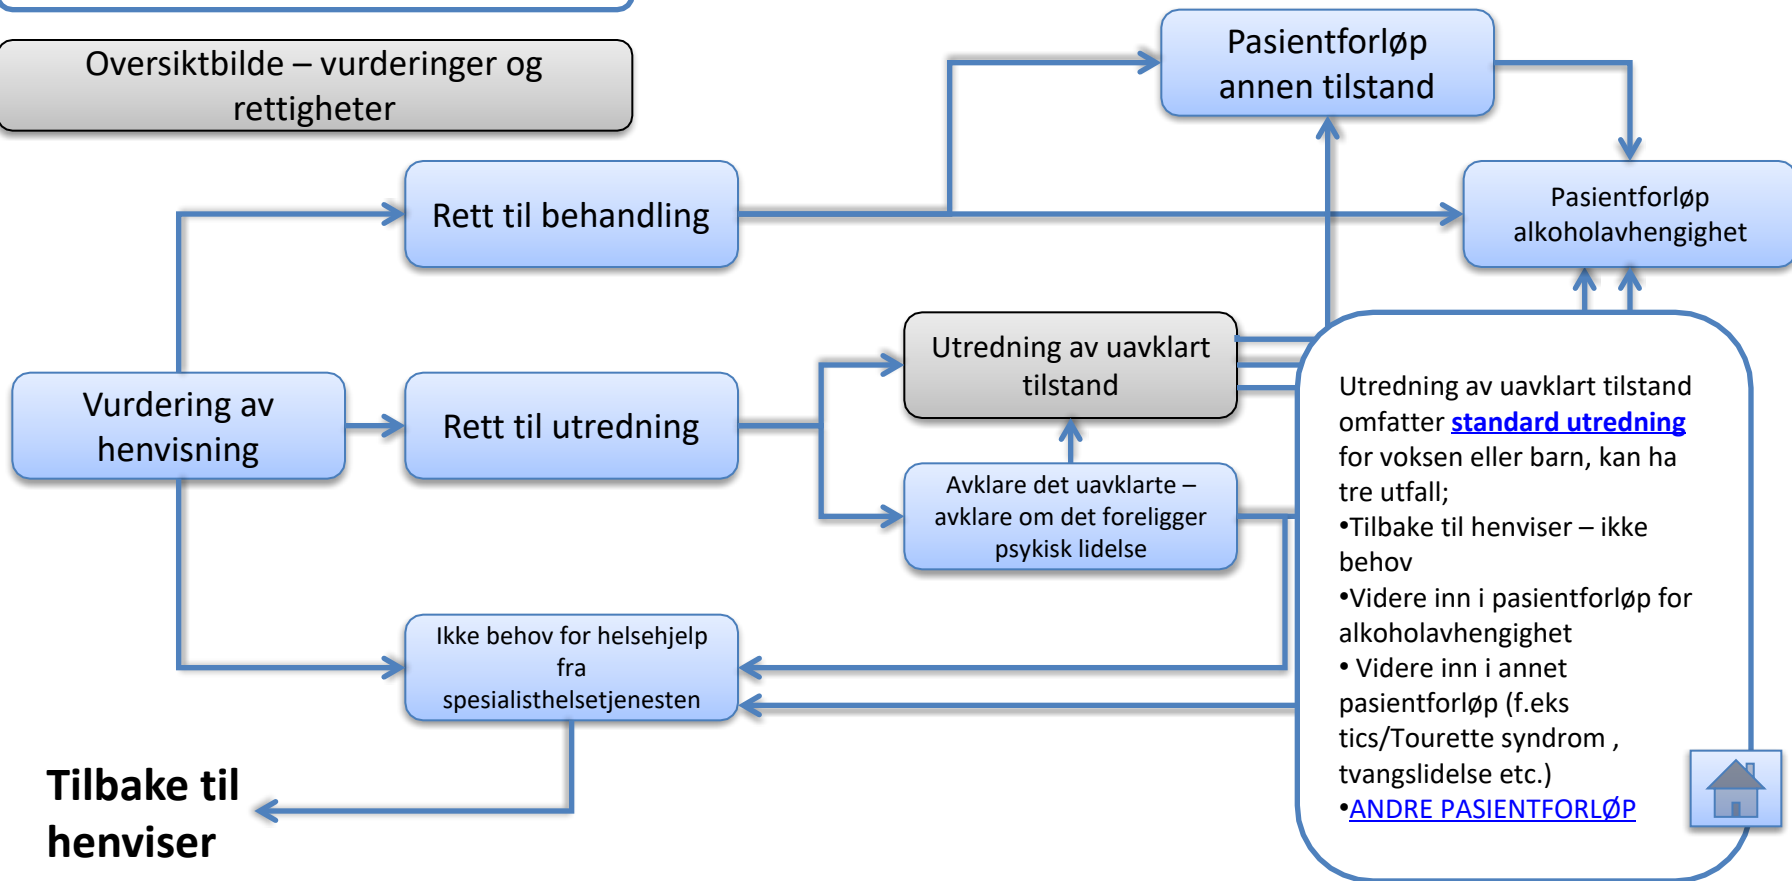 Oversiktbilde – vurderinger og
rettigheter
Pasientforløp
annen tilstand
Rett til behandling
Pasientforløp
alkoholavhengighet
Utredning av uavklart
tilstand
Vurdering av
henvisning
Rett til utredning
Avklare det uavklarte –
avklare om det foreligger
psykisk lidelse
Ikke behov for helsehjelp
fra
spesialisthelsetjenesten
Tilbake til
henviser
Utredning av uavklart tilstand
omfatter standard utredning
for voksen eller barn, kan ha
tre utfall;
•Tilbake til henviser – ikke
behov
•Videre inn i pasientforløp for
alkoholavhengighet
• Videre inn i annet
pasientforløp (f.eks
tics/Tourette syndrom ,
tvangslidelse etc.)
•ANDRE PASIENTFORLØP